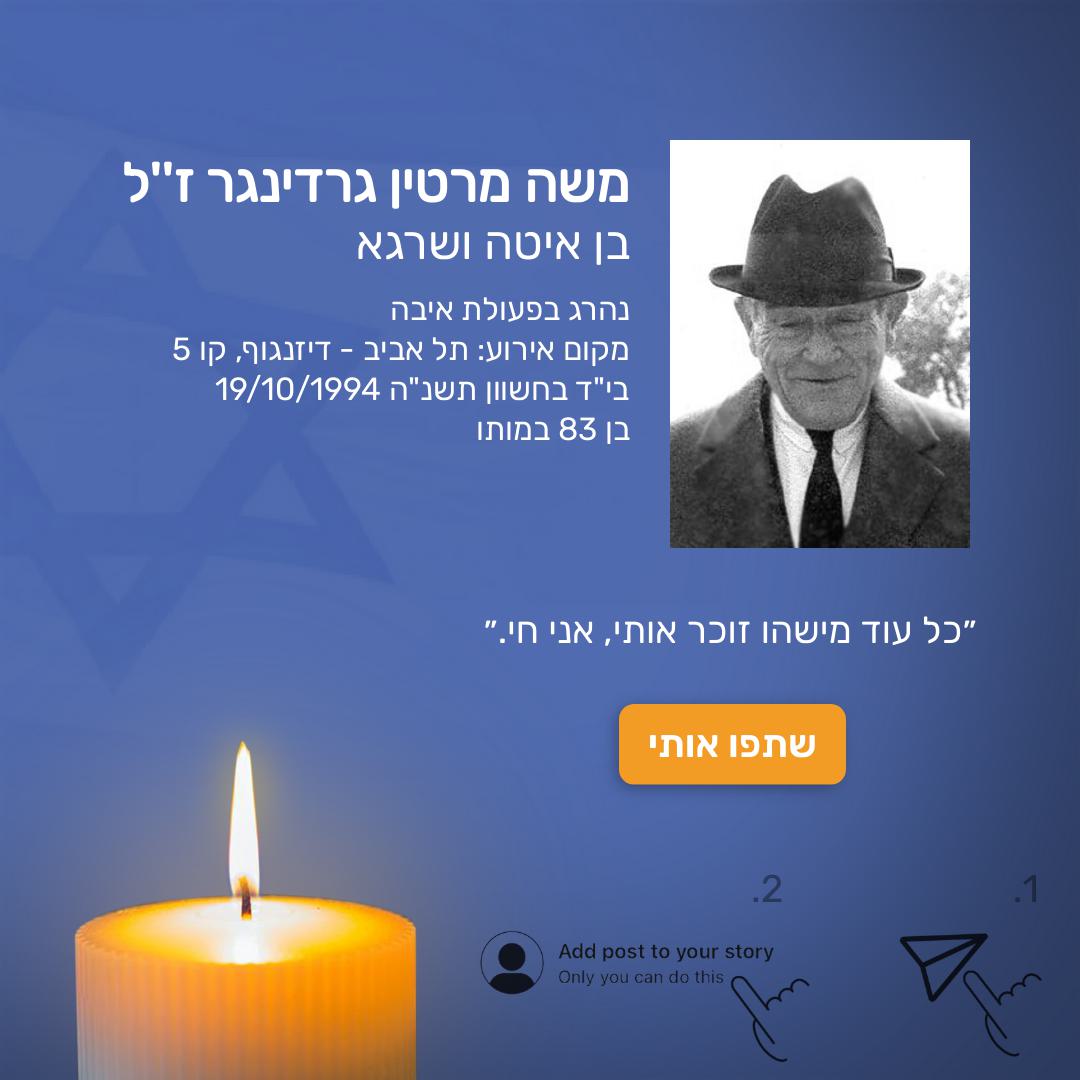 משה מרטין גרדינגר ז"ל
בן איטה ושרגא
נהרג בפעולת איבה
מקום אירוע: תל אביב - דיזנגוף, קו 5
בי"ד בחשוון תשנ"ה 19/10/1994
בן 83 במותו
״כל עוד מישהו זוכר אותי, אני חי.״
שתפו אותי
1.
2.
Add post to your story
Only you can do this